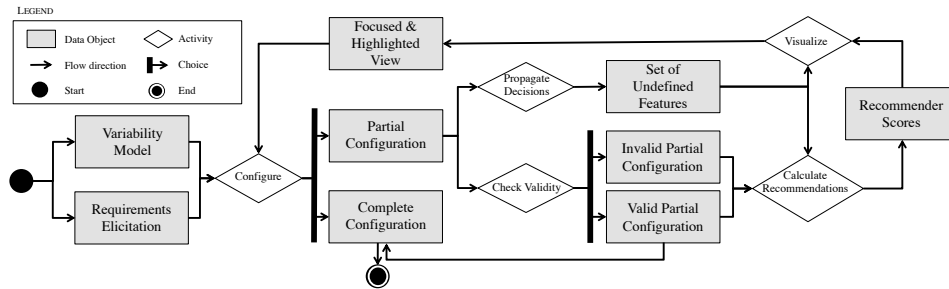 LEGEND
Data Object
Activity
Flow direction
Choice
Start
End
Focused &
Highlighted
View
Visualize
Propagate
Decisions
Set of
Undefined
Features
Recommender
Scores
Variability
Model
Partial
Configuration
Invalid Partial
Configuration
Configure
Check Validity
Calculate
Recommendations
Requirements
Elicitation
Complete
Configuration
Valid Partial
Configuration